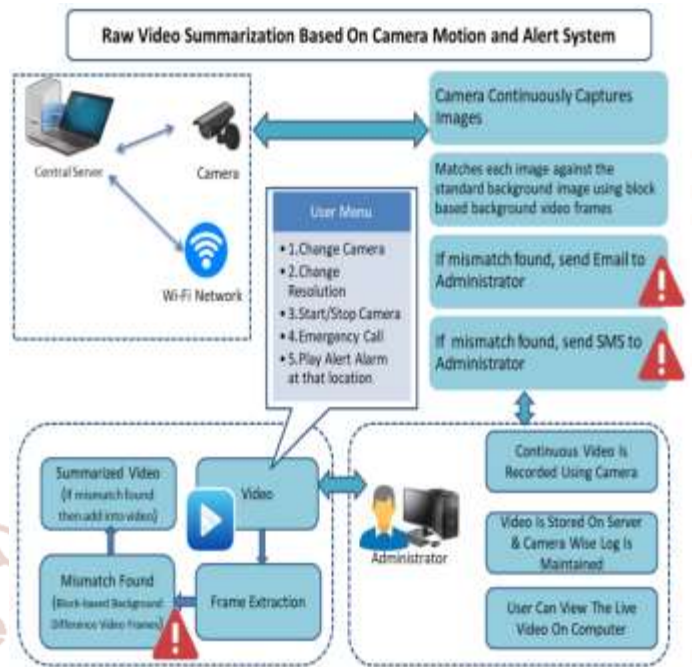 Raw Video Summarization Based On Camera Motion and Alert System
Central Server
Camera
Wi-Fi Network
Camera Continuously Captures
Images
Matches each image against the
standard background image using block
based background video frames
If mismatch found, send Email to
Administrator
If mismatch found, send SMS to
Administrator
User Menu
• 1.Change Camera
• 2.Change
Resolution
• 3.Start/Stop Camera
• 4.Emergency Call
• 5.Play Alert Alarm
at that location
Summarized Video
(If mismatch found
then add into video)
Video
Mismatch Found
(Block-based Background
Difference Video Frames)
Frame Extraction
Administrator
Continuous Video Is
Recorded Using Camera
Video Is Stored On Server
& Camera Wise Log Is
Maintained
User Can View The Live
Video On Computer